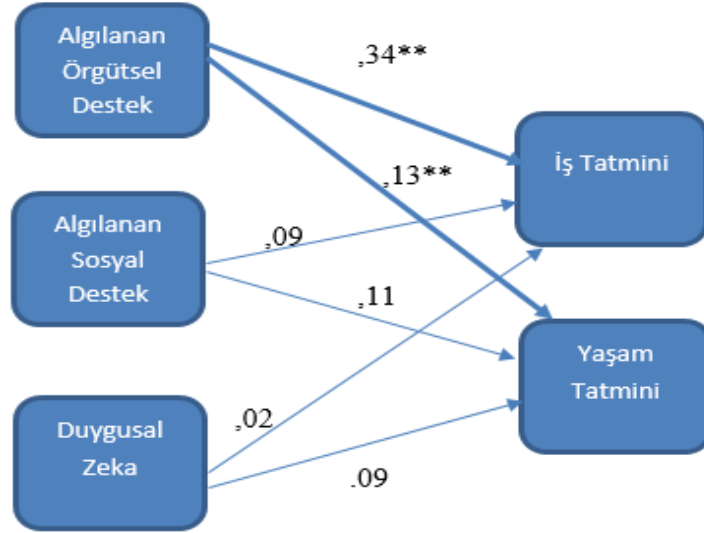 Algılanan
Örgütsel
Destek
,34**
İş Tatmini
,13**
Algılanan
Sosyal
Destek
,09
,11
Yaşam
Tatmini
Duygusal
Zeka
,02
.09